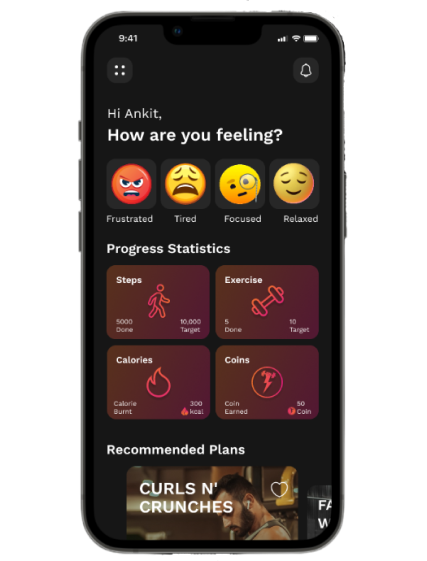 9:41
Hi Ankit,
How are you feeling?
Frustrated Tired Focused Relaxed
Progress Statistics
Steps
5000 Done
10,000 Target
Exercise
5 Done
10 Target
Calories
Calorie Burnt
300 kcal
Coins
Coin Earned
50 Coin
Recommended Plans
CURLS N'
CRUNCHES
FA
W